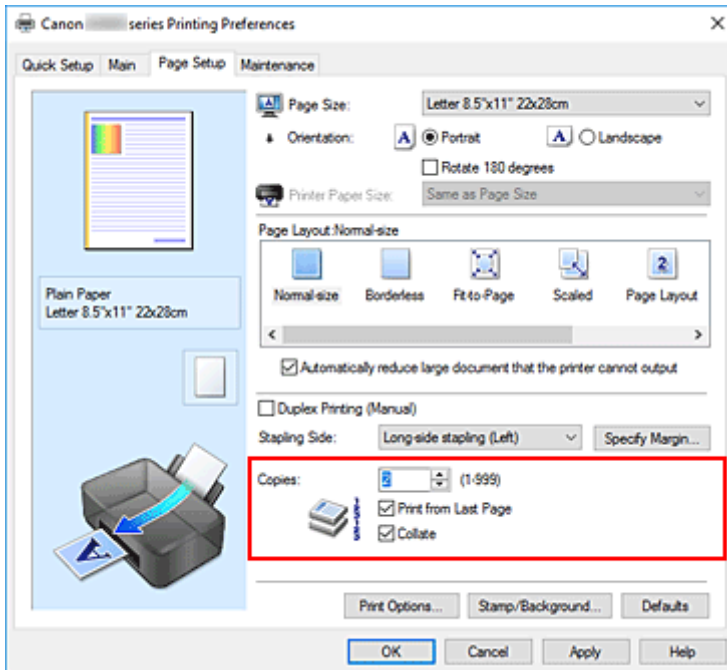 Canon series Printing Preferences
Quick Setup Main Page Setup Maintenance
Page Size: Letter 8.5"x11" 22x28cm
Orientation: A Portrait A Landscape
Rotate 180 degrees
Printer Paper Size: Same as Page Size
Page Layout:Normal-size
2
Normal-size Borderless Fit-to-Page Scaled Page Layout
Plain Paper
Letter 8.5"x11" 22x28cm
Automatically reduce large document that the printer cannot output
Duplex Printing (Manual)
Stapling Side: Long-side stapling (Left) Specify Margin...
Copies: 2 (1-999)
Print from Last Page
Collate
A
Print Options... Stamp/Background... Defaults
OK Cancel Apply Help